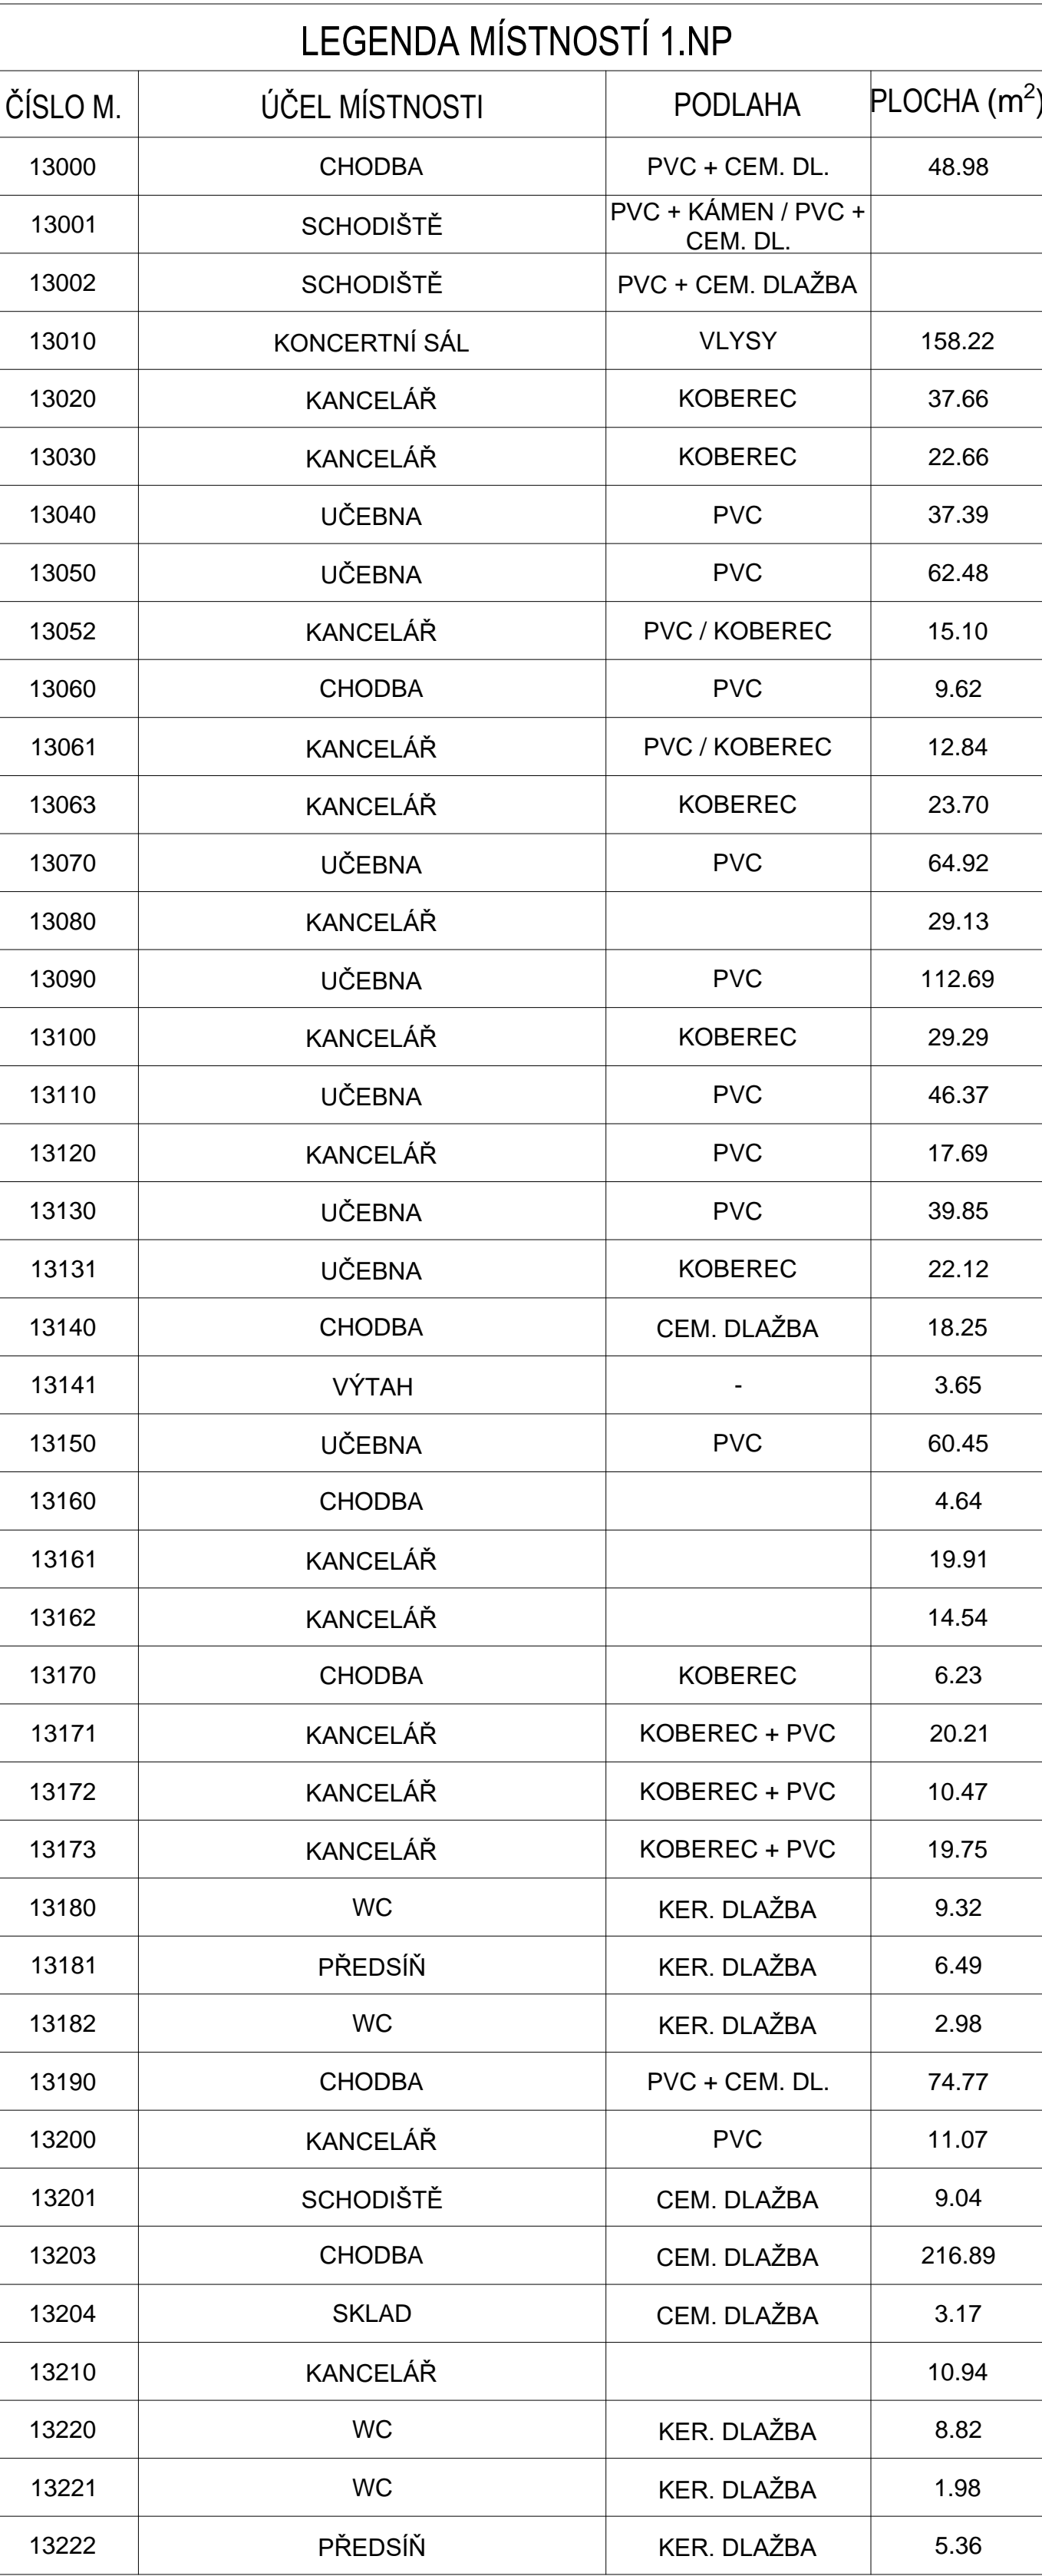 LEGENDA MÍSTNOSTÍ 1.NP
ČÍSLO M. ÚČEL MÍSTNOSTI PODLAHA PLOCHA (m²)
13000 CHODBA PVC + CEM. DL. 48.98
13001 SCHODIŠTĚ PVC + KÁMEN / PVC +
CEM. DL.
13002 SCHODIŠTĚ PVC + CEM. DLAŽBA
13010 KONCERTNÍ SÁL VLYSY 158.22
13020 KANCELÁŘ KOBEREC 37.66
13030 KANCELÁŘ KOBEREC 22.66
13040 UČEBNA PVC 37.39
13050 UČEBNA PVC 62.48
13052 KANCELÁŘ PVC / KOBEREC 15.10
13060 CHODBA PVC 9.62
13061 KANCELÁŘ PVC / KOBEREC 12.84
13063 KANCELÁŘ KOBEREC 23.70
13070 UČEBNA PVC 64.92
13080 KANCELÁŘ 29.13
13090 UČEBNA PVC 112.69
13100 KANCELÁŘ KOBEREC 29.29
13110 UČEBNA PVC 46.37
13120 KANCELÁŘ PVC 17.69
13130 UČEBNA PVC 39.85
13131 UČEBNA KOBEREC 22.12
13140 CHODBA CEM. DLAŽBA 18.25
13141 VÝTAH - 3.65
13150 UČEBNA PVC 60.45
13160 CHODBA 4.64
13161 KANCELÁŘ 19.91
13162 KANCELÁŘ 14.54
13170 CHODBA KOBEREC 6.23
13171 KANCELÁŘ KOBEREC + PVC 20.21
13172 KANCELÁŘ KOBEREC + PVC 10.47
13173 KANCELÁŘ KOBEREC + PVC 19.75
13180 WC KER. DLAŽBA 9.32
13181 PŘEDSÍŇ KER. DLAŽBA 6.49
13182 WC KER. DLAŽBA 2.98
13190 CHODBA PVC + CEM. DL. 74.77
13200 KANCELÁŘ PVC 11.07
13201 SCHODIŠTĚ CEM. DLAŽBA 9.04
13203 CHODBA CEM. DLAŽBA 216.89
13204 SKLAD CEM. DLAŽBA 3.17
13210 KANCELÁŘ 10.94
13220 WC KER. DLAŽBA 8.82
13221 WC KER. DLAŽBA 1.98
13222 PŘEDSÍŇ KER. DLAŽBA 5.36